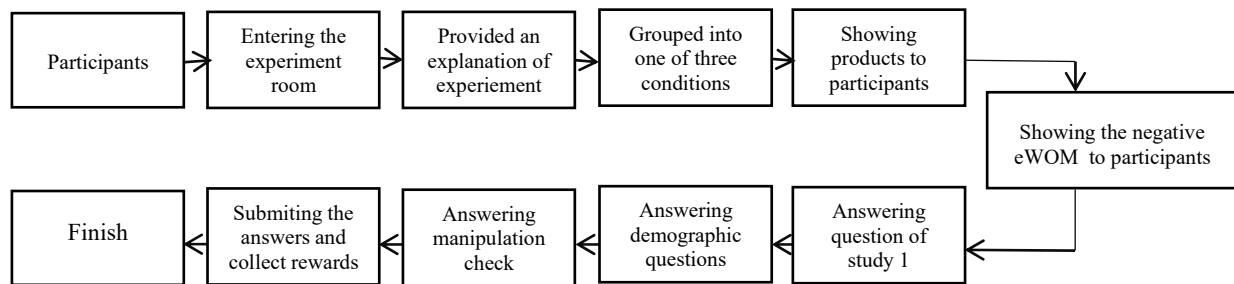 Participants
Entering the
experiment
room
Provided an
explanation of
experiement
Grouped into
one of three
conditions
Showing
products to
participants
Showing the negative
eWOM to participants
Answering
question of
study 1
Answering
demographic
questions
Answering
manipulation
check
Submiting the
answers and
collect rewards
Finish